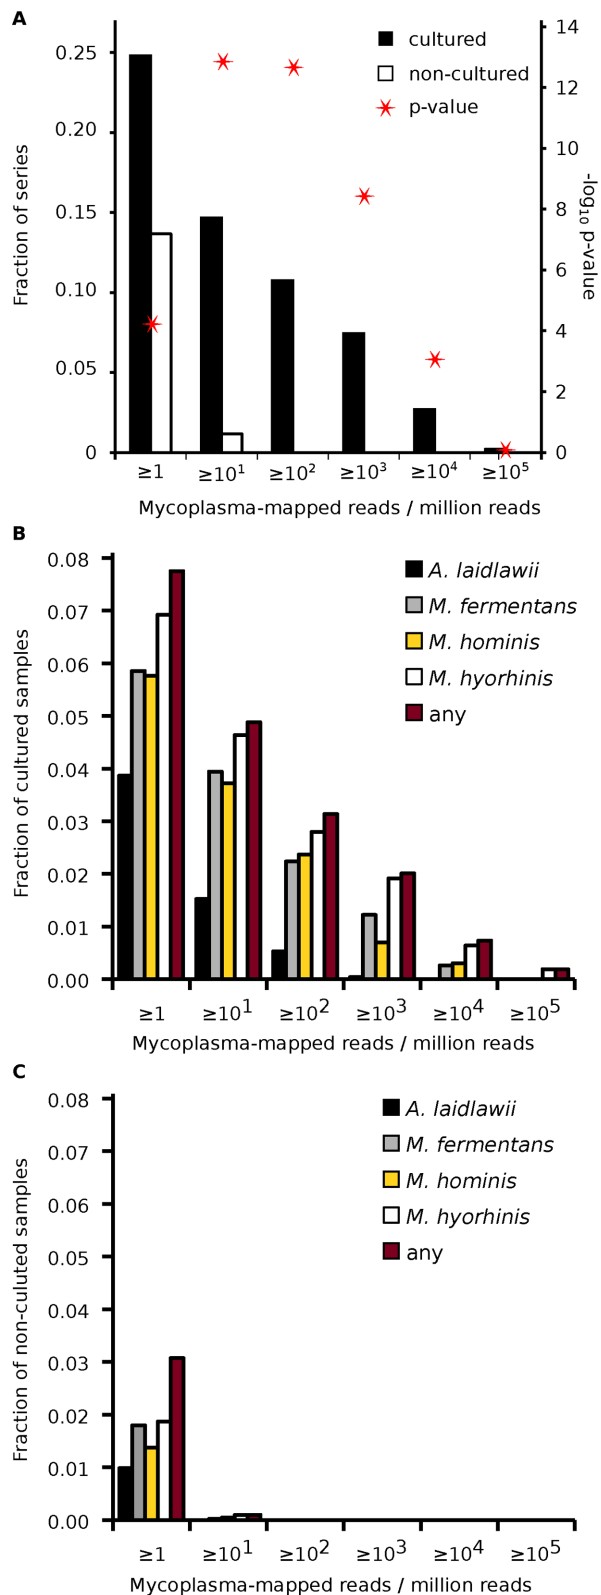 A
0.25
0.20
0.15
0.10
0.05
0
Fraction of series
14
12
10
8
6
4
2
0
-log₁₀ p-value
cultured
non-cultured
p-value
≥1 ≥10¹ ≥10² ≥10³ ≥10⁴ ≥10⁵
Mycoplasma-mapped reads / million reads
B
0.08
0.07
0.06
0.05
0.04
0.03
0.02
0.01
0.00
Fraction of cultured samples
A. laidlawii
M. fermentans
M. hominis
M. hyorhinis
any
≥1 ≥10¹ ≥10² ≥10³ ≥10⁴ ≥10⁵
Mycoplasma-mapped reads / million reads
C
0.08
0.07
0.06
0.05
0.04
0.03
0.02
0.01
0.00
Fraction of non-culuted samples
A. laidlawii
M. fermentans
M. hominis
M. hyorhinis
any
≥1 ≥10¹ ≥10² ≥10³ ≥10⁴ ≥10⁵
Mycoplasma-mapped reads / million reads